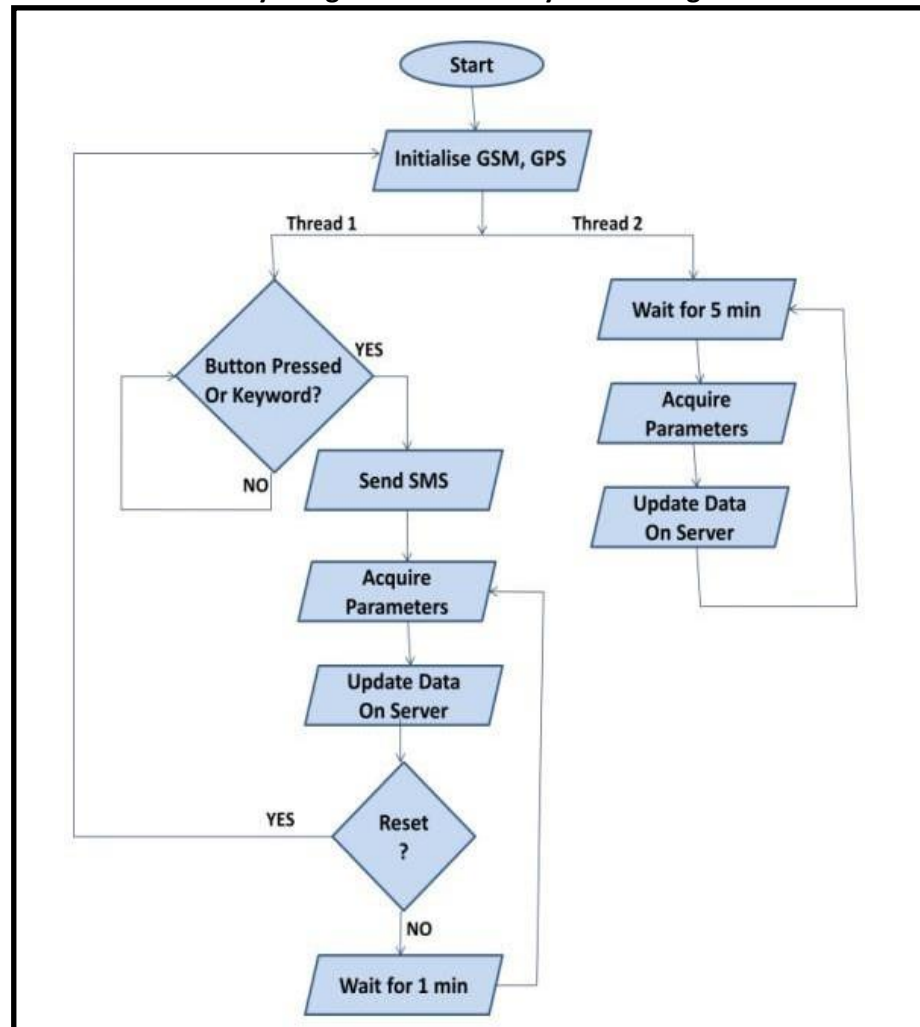 Start
Initialise GSM, GPS
Thread 1
Thread 2
Button Pressed
Or Keyword?
YES
NO
Send SMS
Acquire
Parameters
Update Data
On Server
Reset
?
YES
NO
Wait for 1 min
Wait for 5 min
Acquire
Parameters
Update Data
On Server